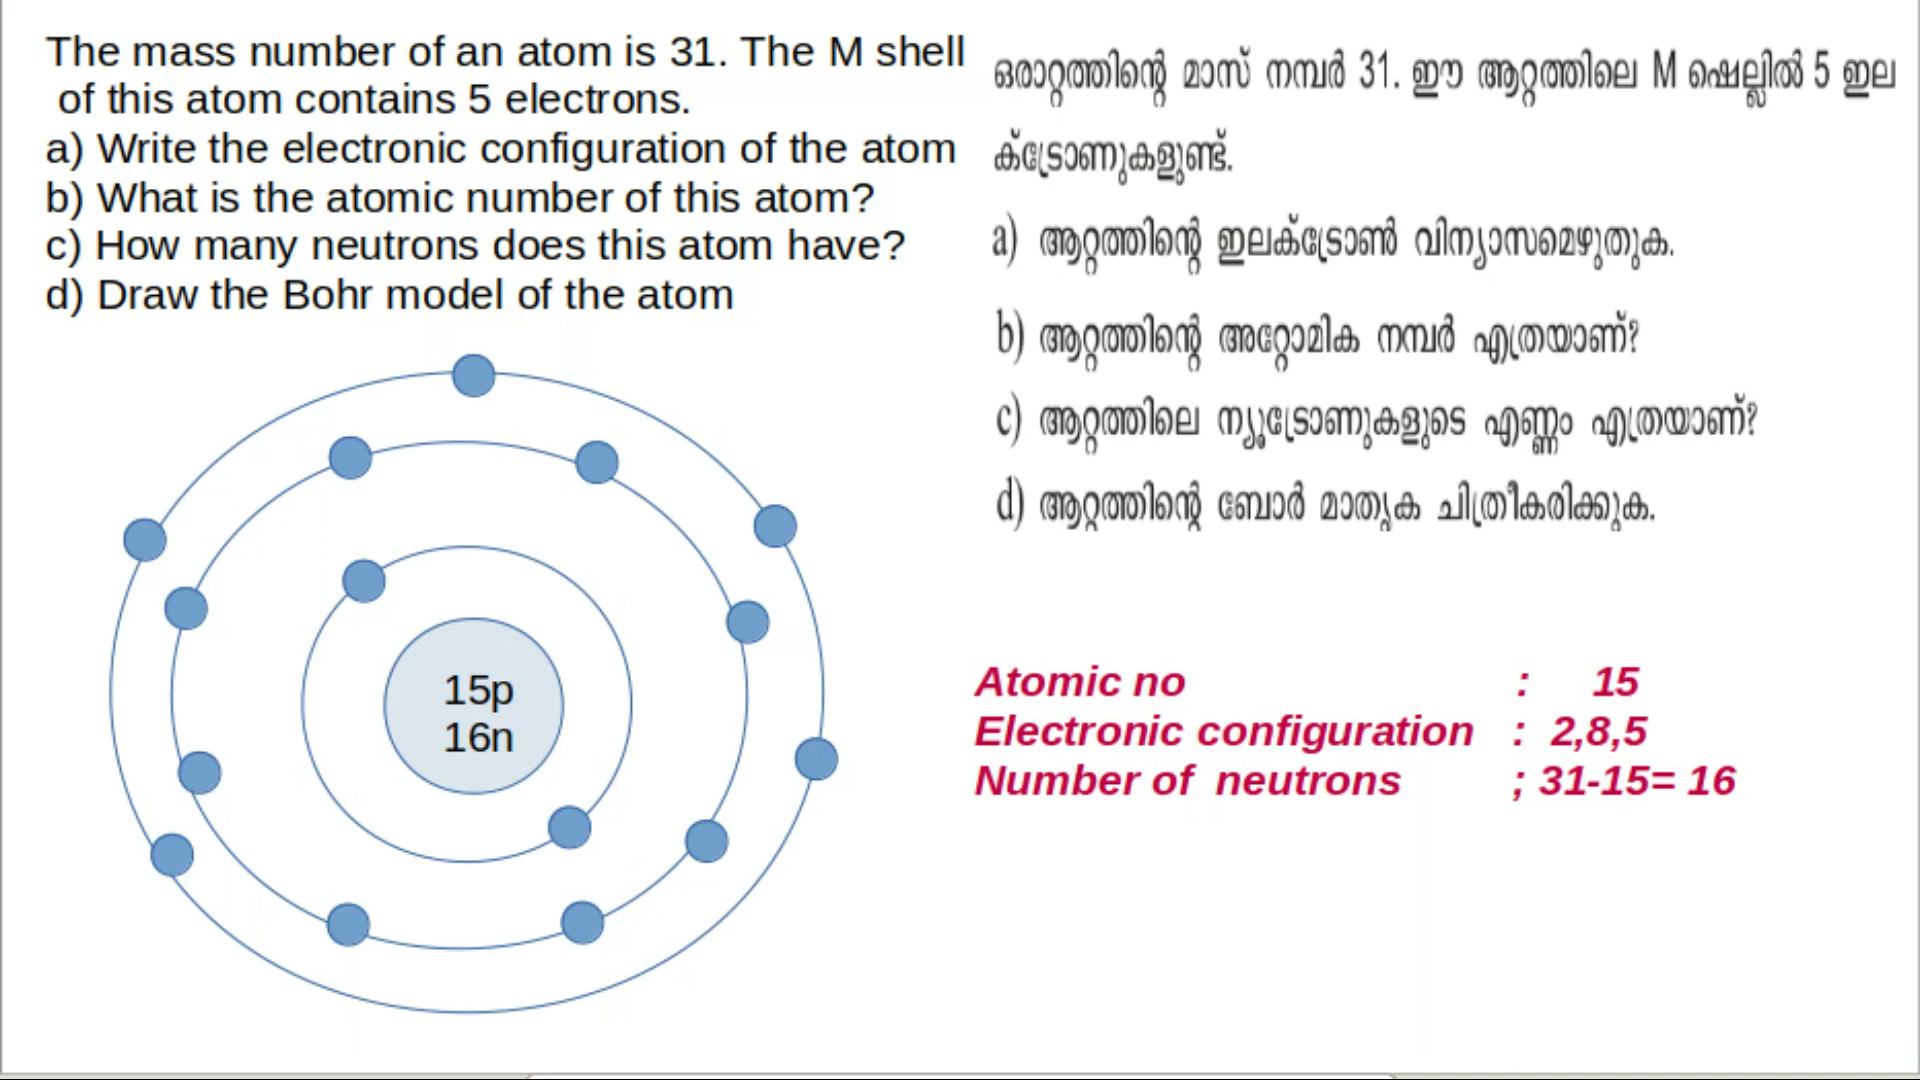 The mass number of an atom is 31. The M shell
of this atom contains 5 electrons.
a) Write the electronic configuration of the atom
b) What is the atomic number of this atom?
c) How many neutrons does this atom have?
d) Draw the Bohr model of the atom
ഒരാറ്റത്തിന്റെ മാസ് നമ്പർ 31. ഈ ആറ്റത്തിലെ M ഷെല്ലിൽ 5 ഇല
ക്ട്രോണുകളുണ്ട്.
a) ആറ്റത്തിന്റെ ഇലക്ട്രോൺ വിന്യാസമെഴുതുക.
b) ആറ്റത്തിന്റെ അറ്റോമിക നമ്പർ എത്രയാണ്?
c) ആറ്റത്തിലെ ന്യൂട്രോണുകളുടെ എണ്ണം എത്രയാണ്?
d) ആറ്റത്തിന്റെ ബോർ മാതൃക ചിത്രീകരിക്കുക.
15p
16n
Atomic no : 15
Electronic configuration : 2,8,5
Number of neutrons ; 31-15= 16